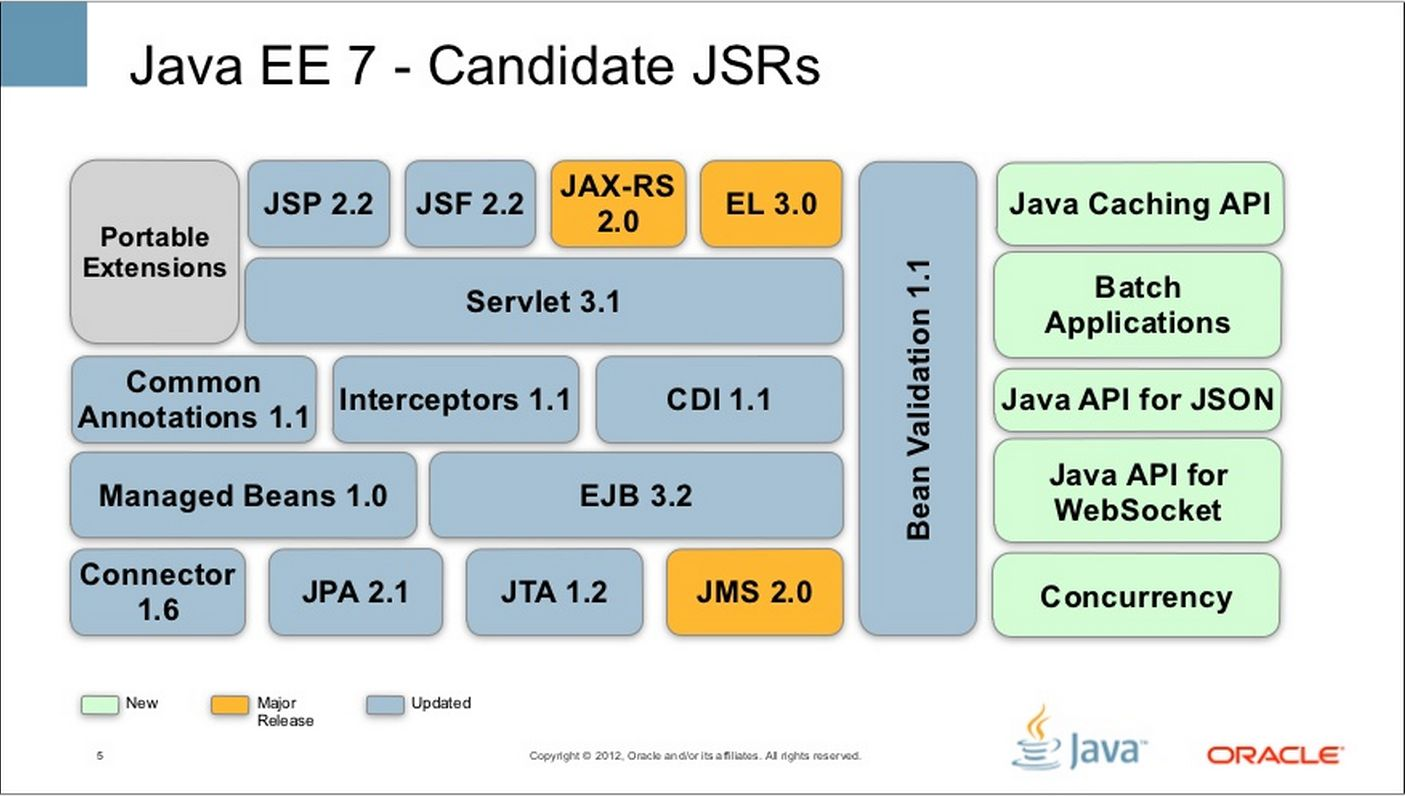 Java EE 7 - Candidate JSRs
Portable
Extensions
JSP 2.2
JSF 2.2
JAX-RS
2.0
EL 3.0
Servlet 3.1
Common
Annotations 1.1
Interceptors 1.1
CDI 1.1
Managed Beans 1.0
EJB 3.2
Connector
1.6
JPA 2.1
JTA 1.2
JMS 2.0
Bean Validation 1.1
Java Caching API
Batch
Applications
Java API for JSON
Java API for
WebSocket
Concurrency
New
Major
Release
Updated
5
Copyright © 2012, Oracle and/or its affiliates. All rights reserved.
Java™
ORACLE®